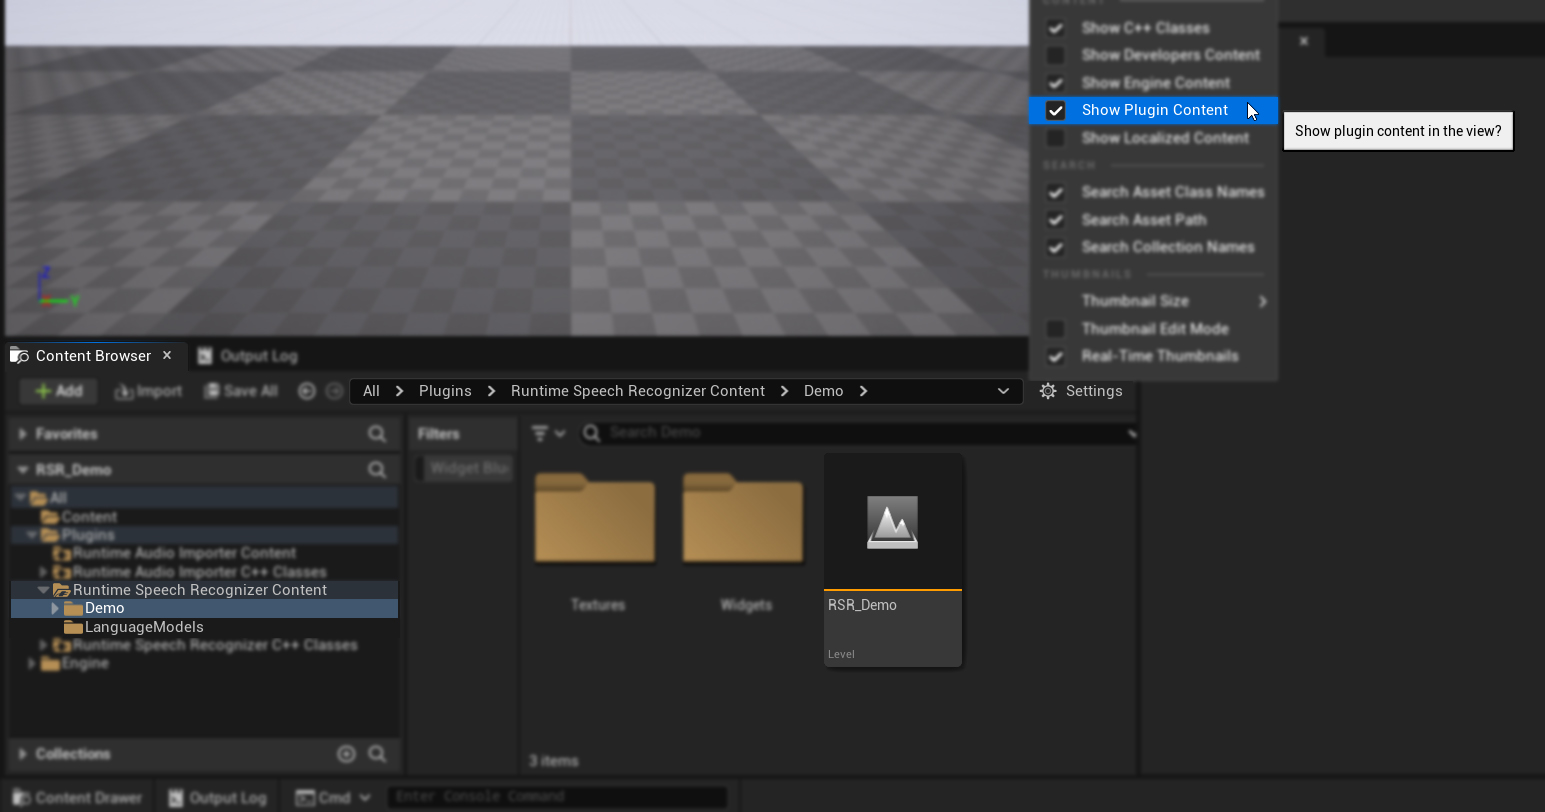 CONTENT
Show C++ Classes
Show Developers Content
Show Engine Content
Show Plugin Content
Show plugin content in the view?
Show Localized Content
SEARCH
Search Asset Class Names
Search Asset Path
Search Collection Names
THUMBNAILS
Thumbnail Size
Thumbnail Edit Mode
Real-Time Thumbnails
Z
Y
Content Browser
Output Log
Add
Import
Save All
All > Plugins > Runtime Speech Recognizer Content > Demo >
Settings
Favorites
RSR_Demo
All
Content
Plugins
Runtime Audio Importer Content
Runtime Audio Importer C++ Classes
Runtime Speech Recognizer Content
Demo
LanguageModels
Runtime Speech Recognizer C++ Classes
Engine
Collections
Filters
Widget Blu
Search Demo
Textures
Widgets
RSR_Demo
Level
3 items
Content Drawer
Output Log
Cmd
Enter Console Command